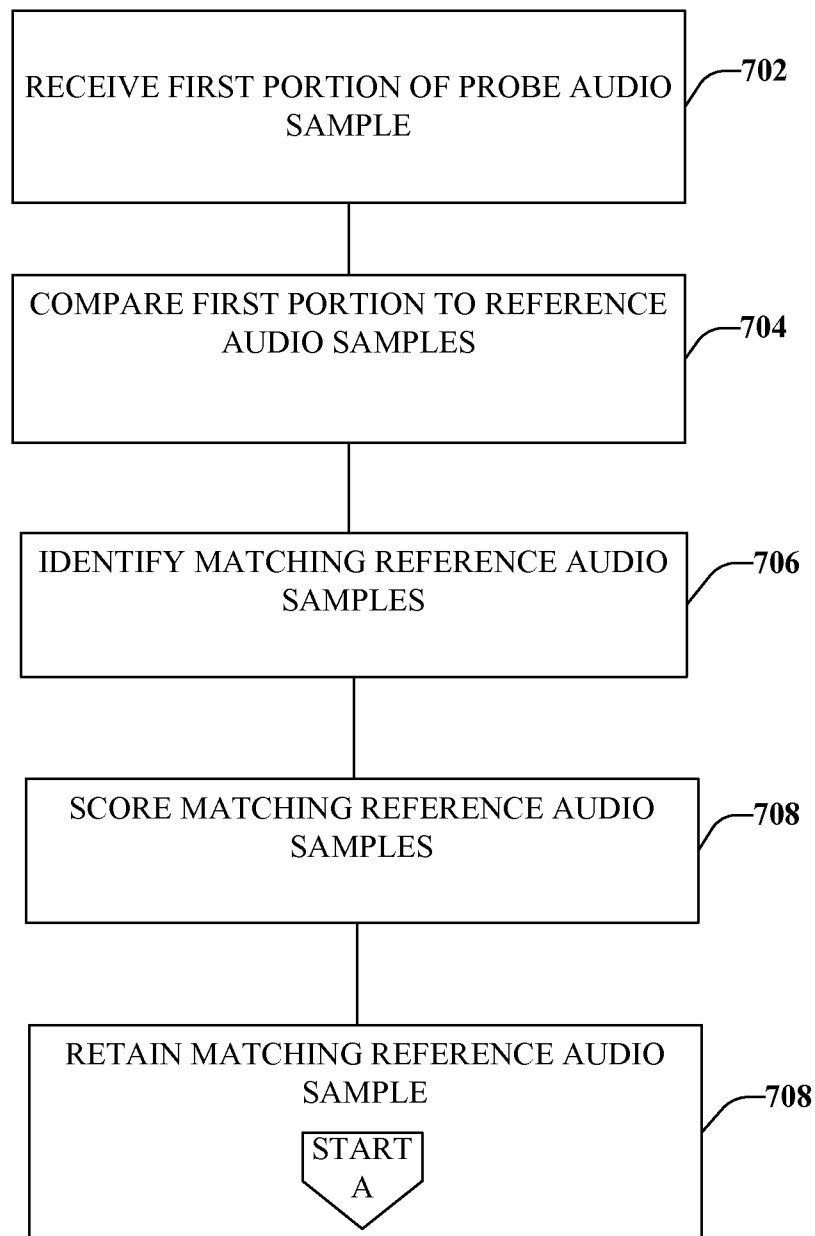 RECEIVE FIRST PORTION OF PROBE AUDIO
SAMPLE
702
COMPARE FIRST PORTION TO REFERENCE
AUDIO SAMPLES
704
IDENTIFY MATCHING REFERENCE AUDIO
SAMPLES
706
SCORE MATCHING REFERENCE AUDIO
SAMPLES
708
RETAIN MATCHING REFERENCE AUDIO
SAMPLE
708
START
A